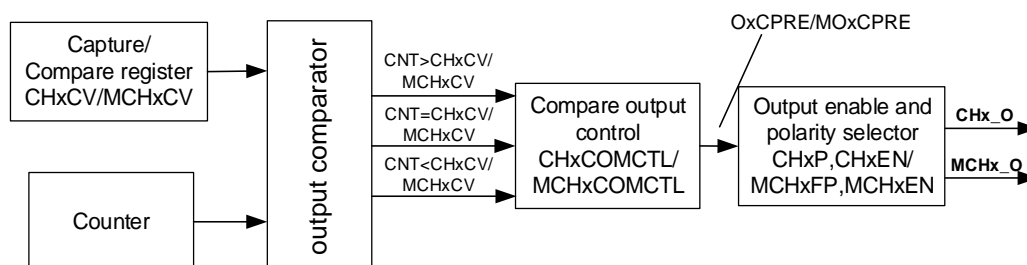 Capture/
Compare register
CHxCV/MCHxCV
Counter
output comparator
CNT>CHxCV/
MCHxCV
CNT=CHxCV/
MCHxCV
CNT<CHxCV/
MCHxCV
Compare output
control
CHxCOMCTL/
MCHxCOMCTL
OxCPRE/MOxCPRE
Output enable and
polarity selector
CHxP,CHxEN/
MCHxFP,MCHxEN
CHx_O
MCHx_O